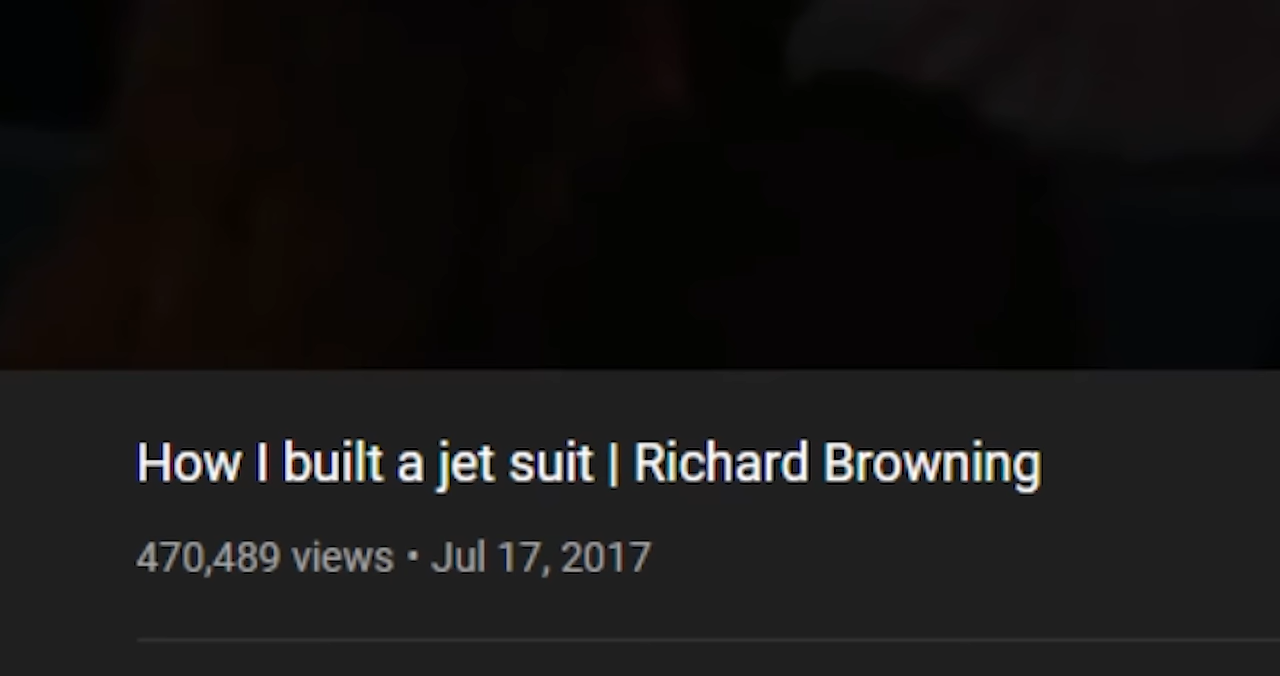 How I built a jet suit | Richard Browning
470,489 views • Jul 17, 2017